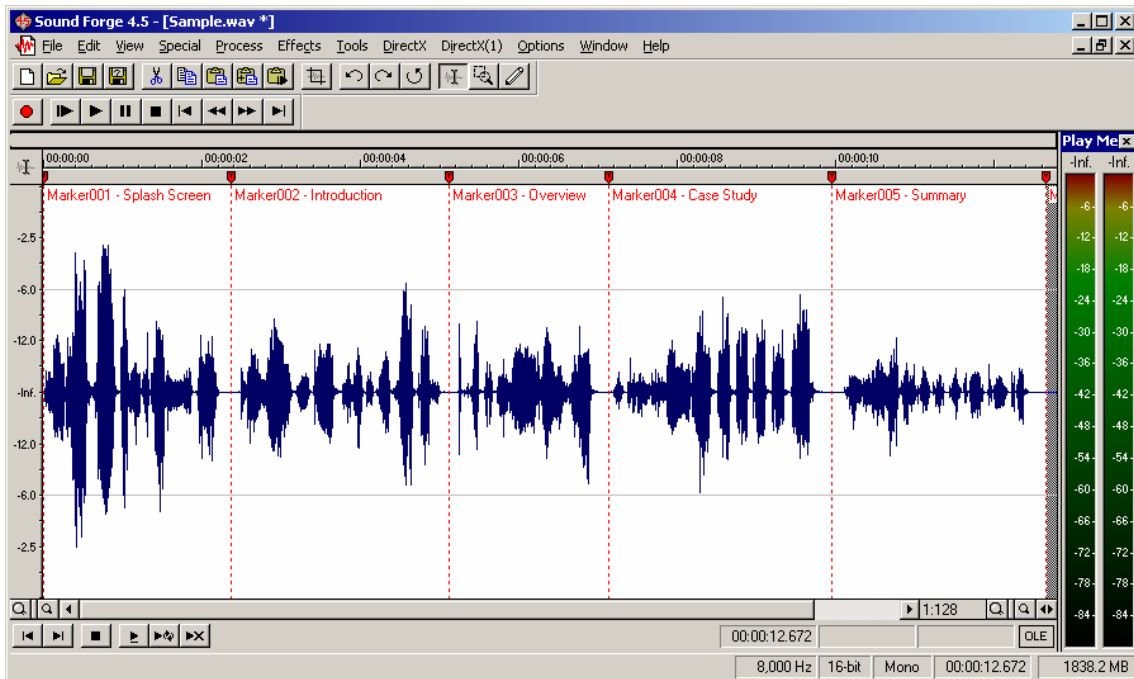 Sound Forge 4.5 - [Sample.wav *]
File Edit View Special Process Effects Tools DirectX DirectX(1) Options Window Help
Play Me
00:00:00 00:00:02 00:00:04 00:00:06 00:00:08 00:00:10
-Inf. -Inf.
Marker001 - Splash Screen Marker002 - Introduction Marker003 - Overview Marker004 - Case Study Marker005 - Summary
-2.5
-6.0
-12.0
-Inf.
-12.0
-6.0
-2.5
-6 -6
-12 -12
-18 -18
-24 -24
-30 -30
-36 -36
-42 -42
-48 -48
-54 -54
-60 -60
-66 -66
-72 -72
-78 -78
-84 -84
1:128
00:00:12.672 OLE
8,000 Hz 16-bit Mono 00:00:12.672 1838.2 MB